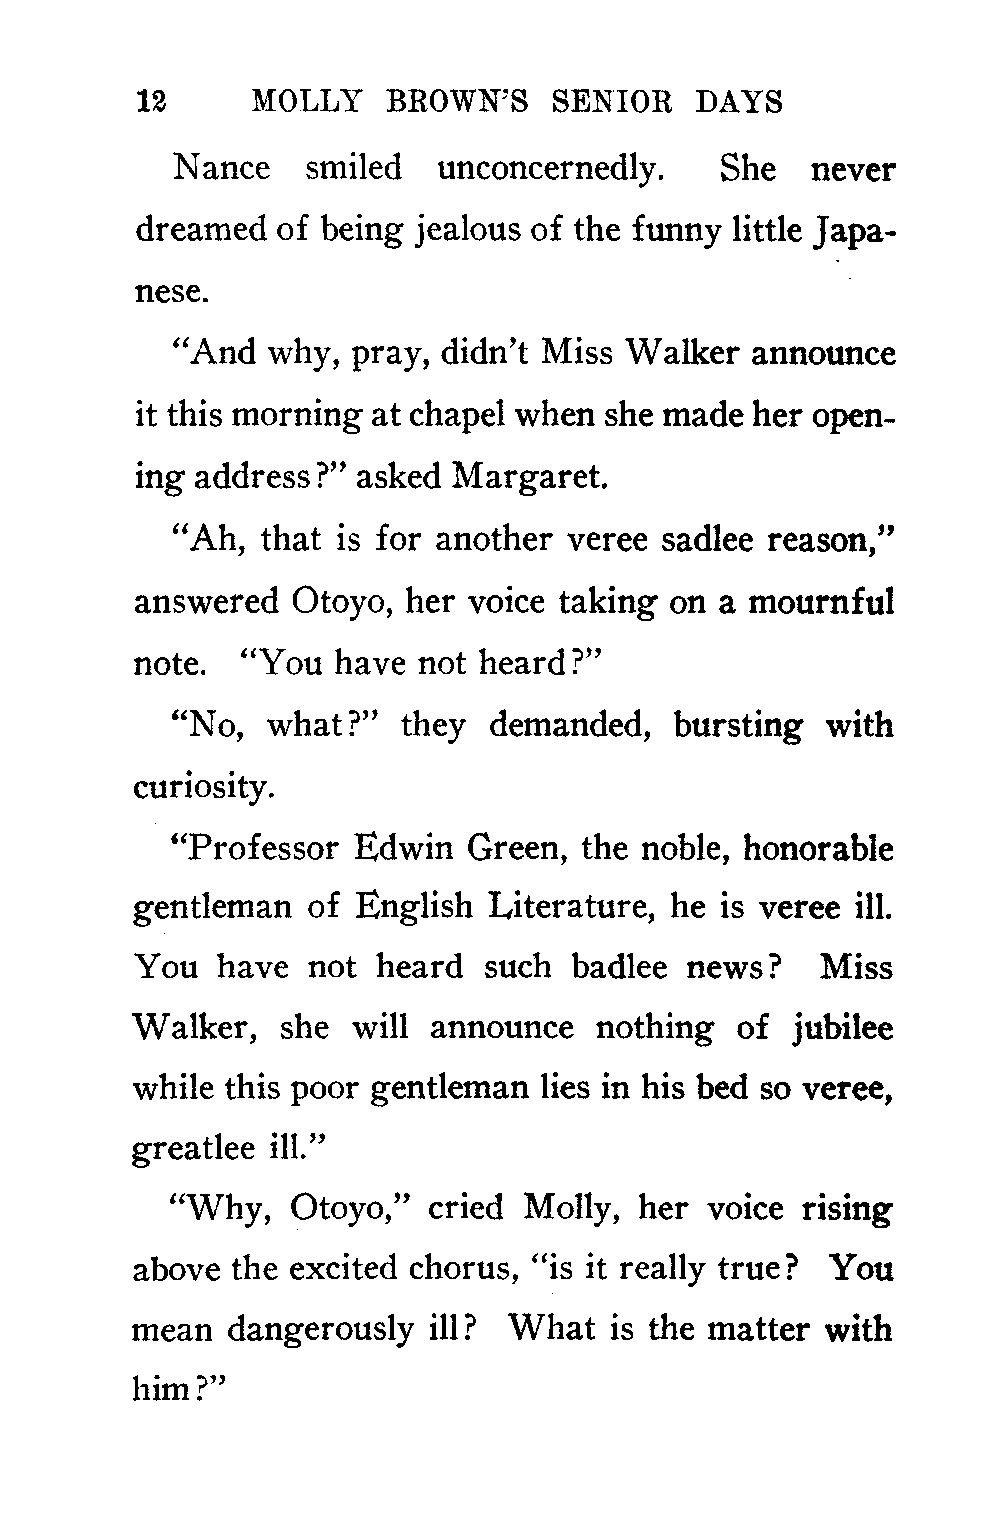 12 MOLLY BROWN'S SENIOR DAYS
Nance smiled unconcernedly. She never
dreamed of being jealous of the funny little Japa-
nese.
"And why, pray, didn't Miss Walker announce
it this morning at chapel when she made her open-
ing address?" asked Margaret.
"Ah, that is for another veree sadlee reason,"
answered Otoyo, her voice taking on a mournful
note. "You have not heard?"
"No, what?" they demanded, bursting with
curiosity.
"Professor Edwin Green, the noble, honorable
gentleman of English Literature, he is veree ill.
You have not heard such badlee news? Miss
Walker, she will announce nothing of jubilee
while this poor gentleman lies in his bed so veree,
greatlee ill."
"Why, Otoyo," cried Molly, her voice rising
above the excited chorus, "is it really true? You
mean dangerously ill? What is the matter with
him?"